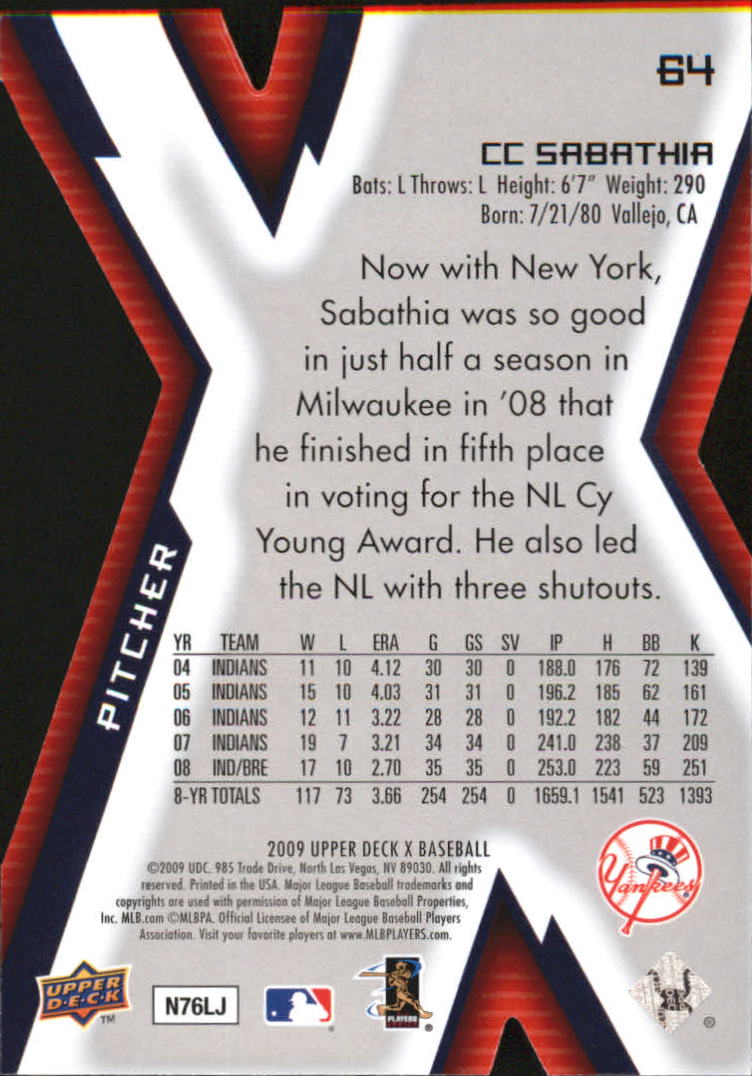 64
CC SABATHIA
Bats: L Throws: L Height: 6'7" Weight: 290
Born: 7/21/80 Vallejo, CA
Now with New York,
Sabathia was so good
in just half a season in
Milwaukee in '08 that
he finished in fifth place
in voting for the NL Cy
Young Award. He also led
the NL with three shutouts.
PITCHER
YR TEAM W L ERA G GS SV IP H BB K
04 INDIANS 11 10 4.12 30 30 0 188.0 176 72 139
05 INDIANS 15 10 4.03 31 31 0 196.2 185 62 161
06 INDIANS 12 11 3.22 28 28 0 192.2 182 44 172
07 INDIANS 19 7 3.21 34 34 0 241.0 238 37 209
08 IND/BRE 17 10 2.70 35 35 0 253.0 223 59 251
8-YR TOTALS 117 73 3.66 254 254 0 1659.1 1541 523 1393
2009 UPPER DECK X BASEBALL
©2009 UDC. 985 Trade Drive, North Las Vegas, NV 89030. All rights
reserved. Printed in the USA. Major League Baseball trademarks and
copyrights are used with permission of Major League Baseball Properties,
Inc. MLB.com ©MLBPA. Official Licensee of Major League Baseball Players
Association. Visit your favorite players at www.MLBPLAYERS.com.
Yankees
UPPER
D·E·C·K
TM
N76LJ
PLAYERS
®
®